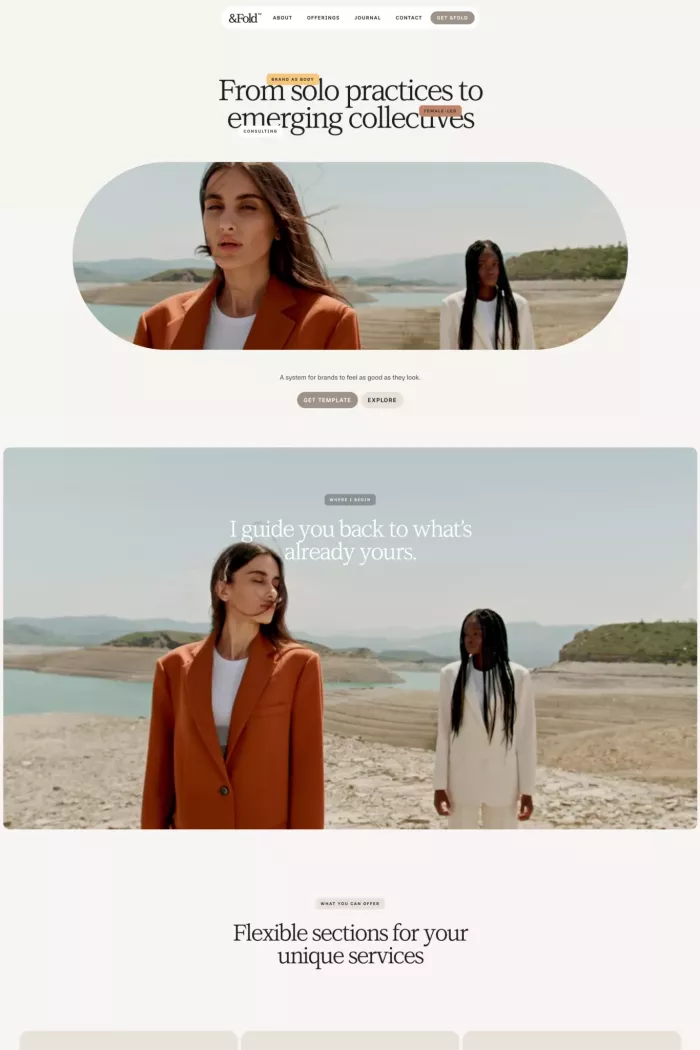 &Fold™ ABOUT OFFERINGS JOURNAL CONTACT GET &FOLD
BRAND AS BODY
From solo practices to
FEMALE-LED
emerging collectives
CONSULTING
A system for brands to feel as good as they look.
GET TEMPLATE EXPLORE
WHERE I BEGIN
I guide you back to what's
already yours.
WHAT YOU CAN OFFER
Flexible sections for your
unique services